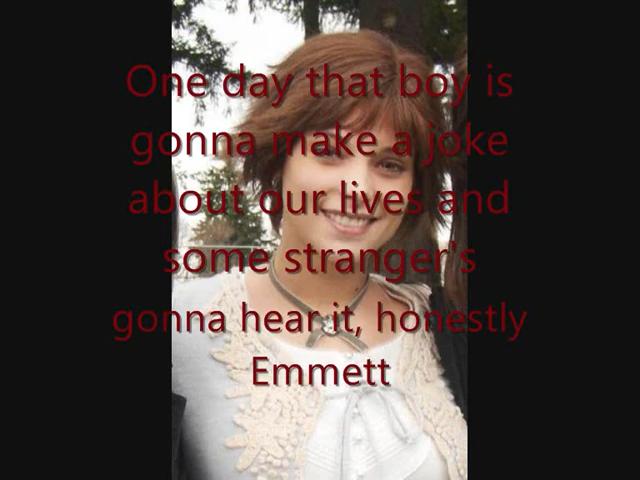 One day that boy is
gonna make a joke
about our lives and
some stranger's
gonna hear it, honestly
Emmett